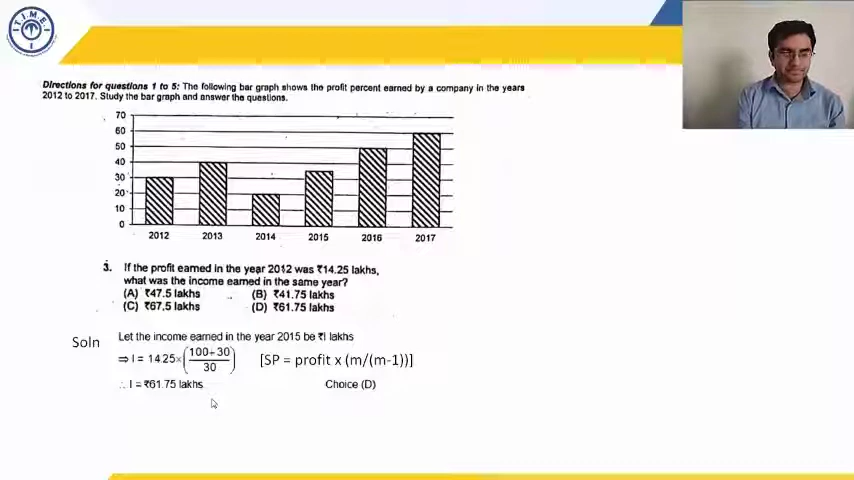 T.I.M.E.
Directions for questions 1 to 5: The following bar graph shows the profit percent earned by a company in the years
2012 to 2017. Study the bar graph and answer the questions.
70
60
50
40
30
20
10
0
2012 2013 2014 2015 2016 2017
3. If the profit earned in the year 2012 was ₹14.25 lakhs,
what was the income earned in the same year?
(A) ₹47.5 lakhs (B) ₹41.75 lakhs
(C) ₹67.5 lakhs (D) ₹61.75 lakhs
Soln Let the income earned in the year 2015 be ₹I lakhs
⇒ I = 14.25 × (100+30 / 30) [SP = profit x (m/(m-1))]
∴ I = ₹61.75 lakhs Choice (D)